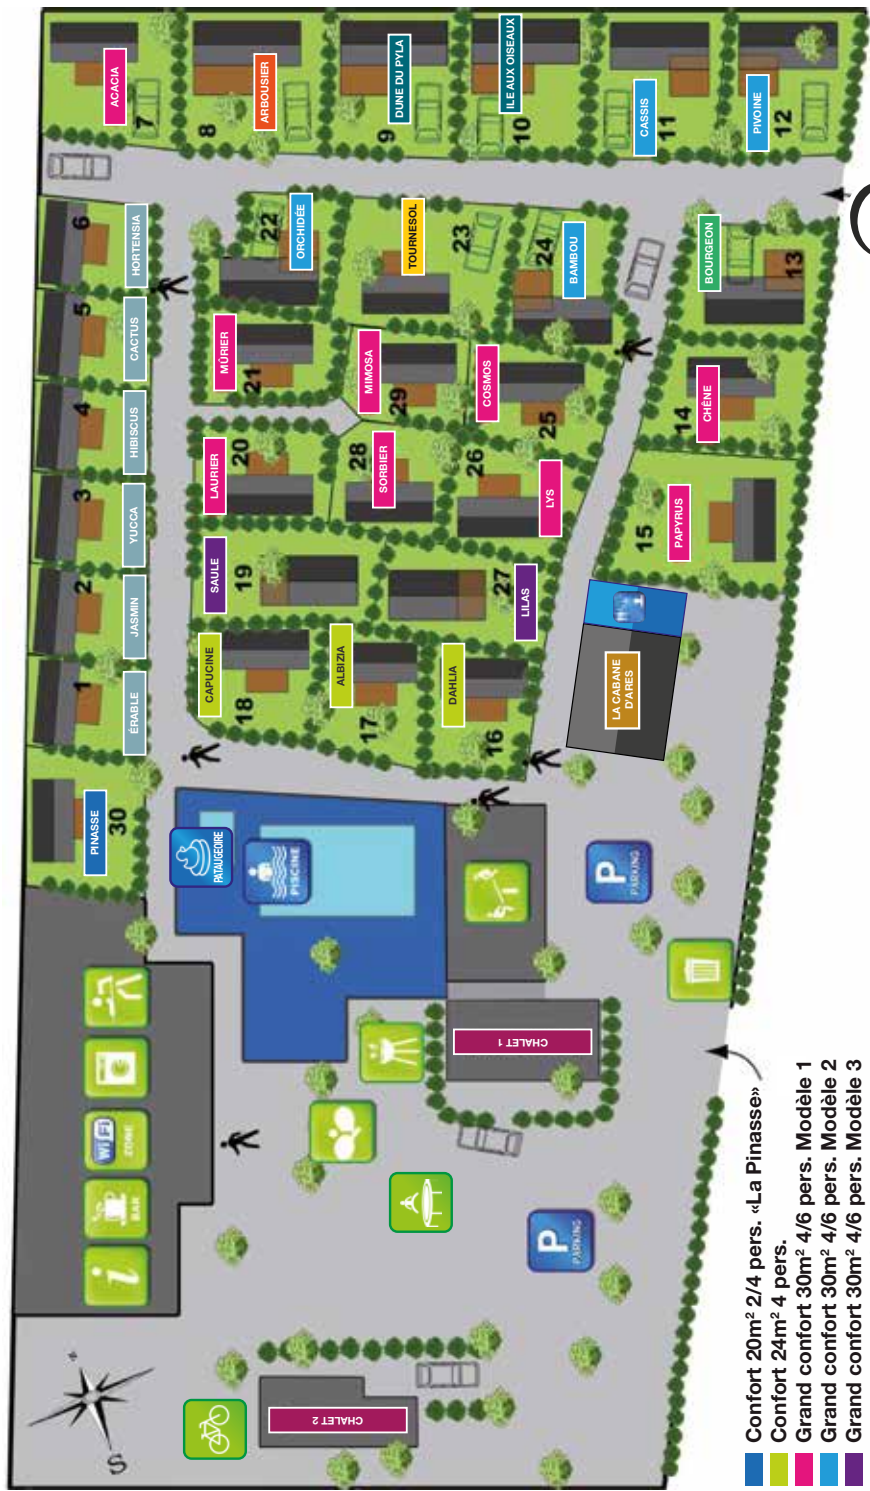 ACACIA
7
ARBOUSIER
8
DUNE DU PYLA
9
ILE AUX OISEAUX
10
CASSIS
11
PIVOINE
12
6
HORTENSIA
5
CACTUS
4
HIBISCUS
3
YUCCA
2
JASMIN
1
ÉRABLE
PINASSE
30
22
ORCHIDÉE
TOURNESOL
23
24
BAMBOU
BOURGEON
13
MÛRIER
21
MIMOSA
29
COSMOS
25
14
CHÊNE
LAURIER
20
28
SORBIER
26
LYS
15
PAPYRUS
SAULE
19
27
LILAS
CAPUCINE
18
ALBIZIA
17
DAHLIA
16
LA CABANE
D'ARES
PATAUGEOIRE
PISCINE
P
PARKING
CHALET 1
WiFi
ZONE
BAR
i
P
PARKING
CHALET 2
S
Confort 20m² 2/4 pers. «La Pinasse»
Confort 24m² 4 pers.
Grand confort 30m² 4/6 pers. Modèle 1
Grand confort 30m² 4/6 pers. Modèle 2
Grand confort 30m² 4/6 pers. Modèle 3